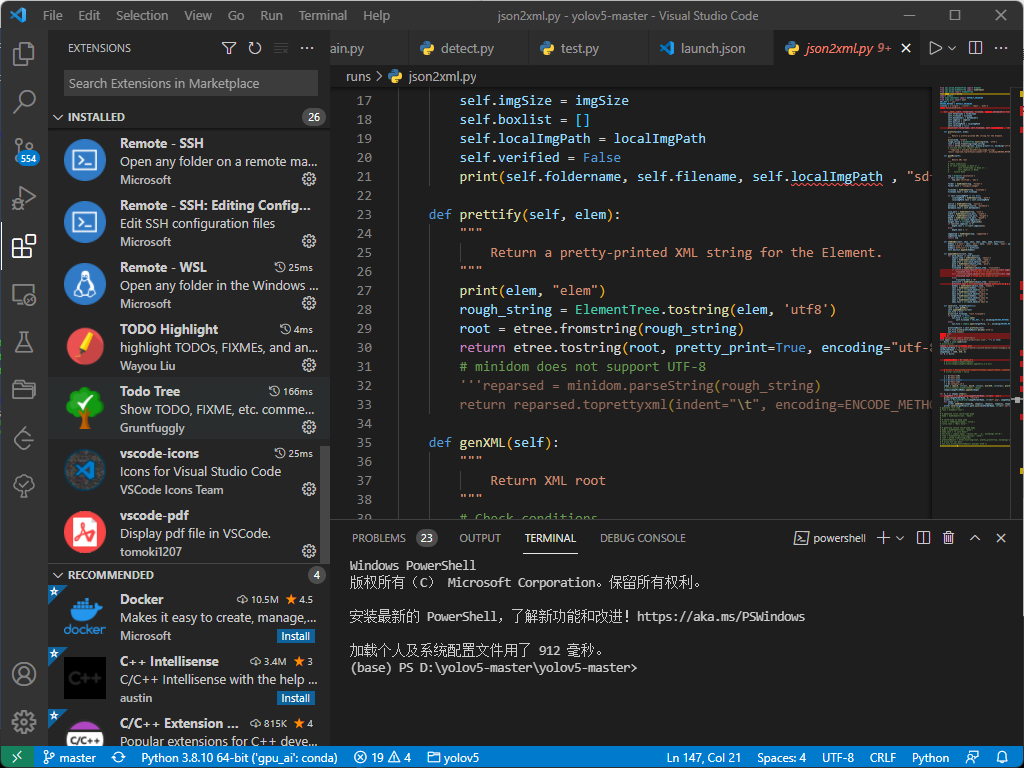 File Edit Selection View Go Run Terminal Help json2xml.py - yolov5-master - Visual Studio Code
EXTENSIONS
ain.py detect.py test.py launch.json json2xml.py 9+
Search Extensions in Marketplace
INSTALLED 26
Remote - SSH
Open any folder on a remote ma...
Microsoft
Remote - SSH: Editing Config...
Edit SSH configuration files
Microsoft
Remote - WSL 25ms
Open any folder in the Windows ...
Microsoft
TODO Highlight 4ms
highlight TODOs, FIXMEs, and an...
Wayou Liu
Todo Tree 166ms
Show TODO, FIXME, etc. comme...
Gruntfuggly
vscode-icons 25ms
Icons for Visual Studio Code
VSCode Icons Team
vscode-pdf
Display pdf file in VSCode.
tomoki1207
RECOMMENDED 4
Docker 10.5M 4.5
Makes it easy to create, manage,...
Microsoft Install
docker
C++ Intellisense 3.4M 3
C/C++ Intellisense with the help ...
austin Install
C++
C/C++ Extension ... 815K 4
Popular extensions for C++ deve...
C/C++
554
runs > json2xml.py
17 self.imgSize = imgSize
18 self.boxlist = []
19 self.localImgPath = localImgPath
20 self.verified = False
21 print(self.foldername, self.filename, self.localImgPath , "sd
22
23 def prettify(self, elem):
24 """
25 Return a pretty-printed XML string for the Element.
26 """
27 print(elem, "elem")
28 rough_string = ElementTree.tostring(elem, 'utf8')
29 root = etree.fromstring(rough_string)
30 return etree.tostring(root, pretty_print=True, encoding="utf-8
31 # minidom does not support UTF-8
32 '''reparsed = minidom.parseString(rough_string)
33 return reparsed.toprettyxml(indent="\t", encoding=ENCODE_METHO
34
35 def genXML(self):
36 """
37 Return XML root
38 """
39 # Check conditions
PROBLEMS 23 OUTPUT TERMINAL DEBUG CONSOLE powershell
Windows PowerShell
版权所有（C） Microsoft Corporation。保留所有权利。
安装最新的 PowerShell，了解新功能和改进！https://aka.ms/PSWindows
加载个人及系统配置文件用了 912 毫秒。
(base) PS D:\yolov5-master\yolov5-master>
master Python 3.8.10 64-bit ('gpu_ai': conda) 19 4 yolov5 Ln 147, Col 21 Spaces: 4 UTF-8 CRLF Python